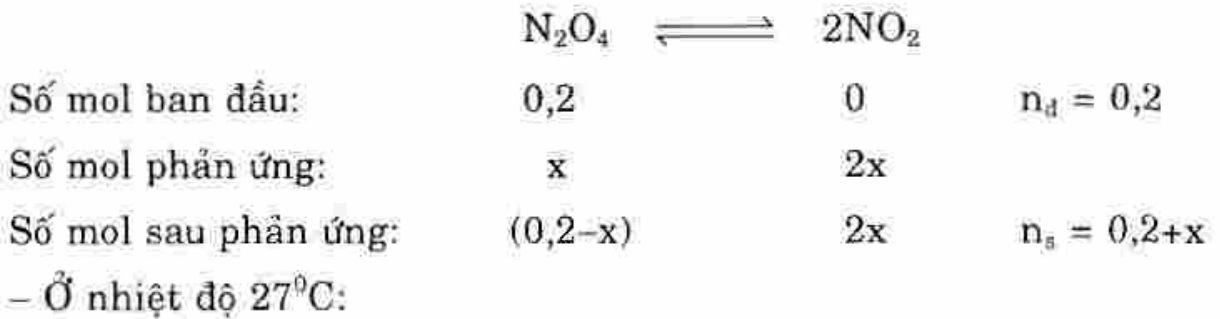 N₂O₄ ⇌ 2NO₂
Số mol ban đầu: 0,2 0 n_d = 0,2
Số mol phản ứng: x 2x
Số mol sau phản ứng: (0,2–x) 2x n_s = 0,2+x
– Ở nhiệt độ 27⁰C: